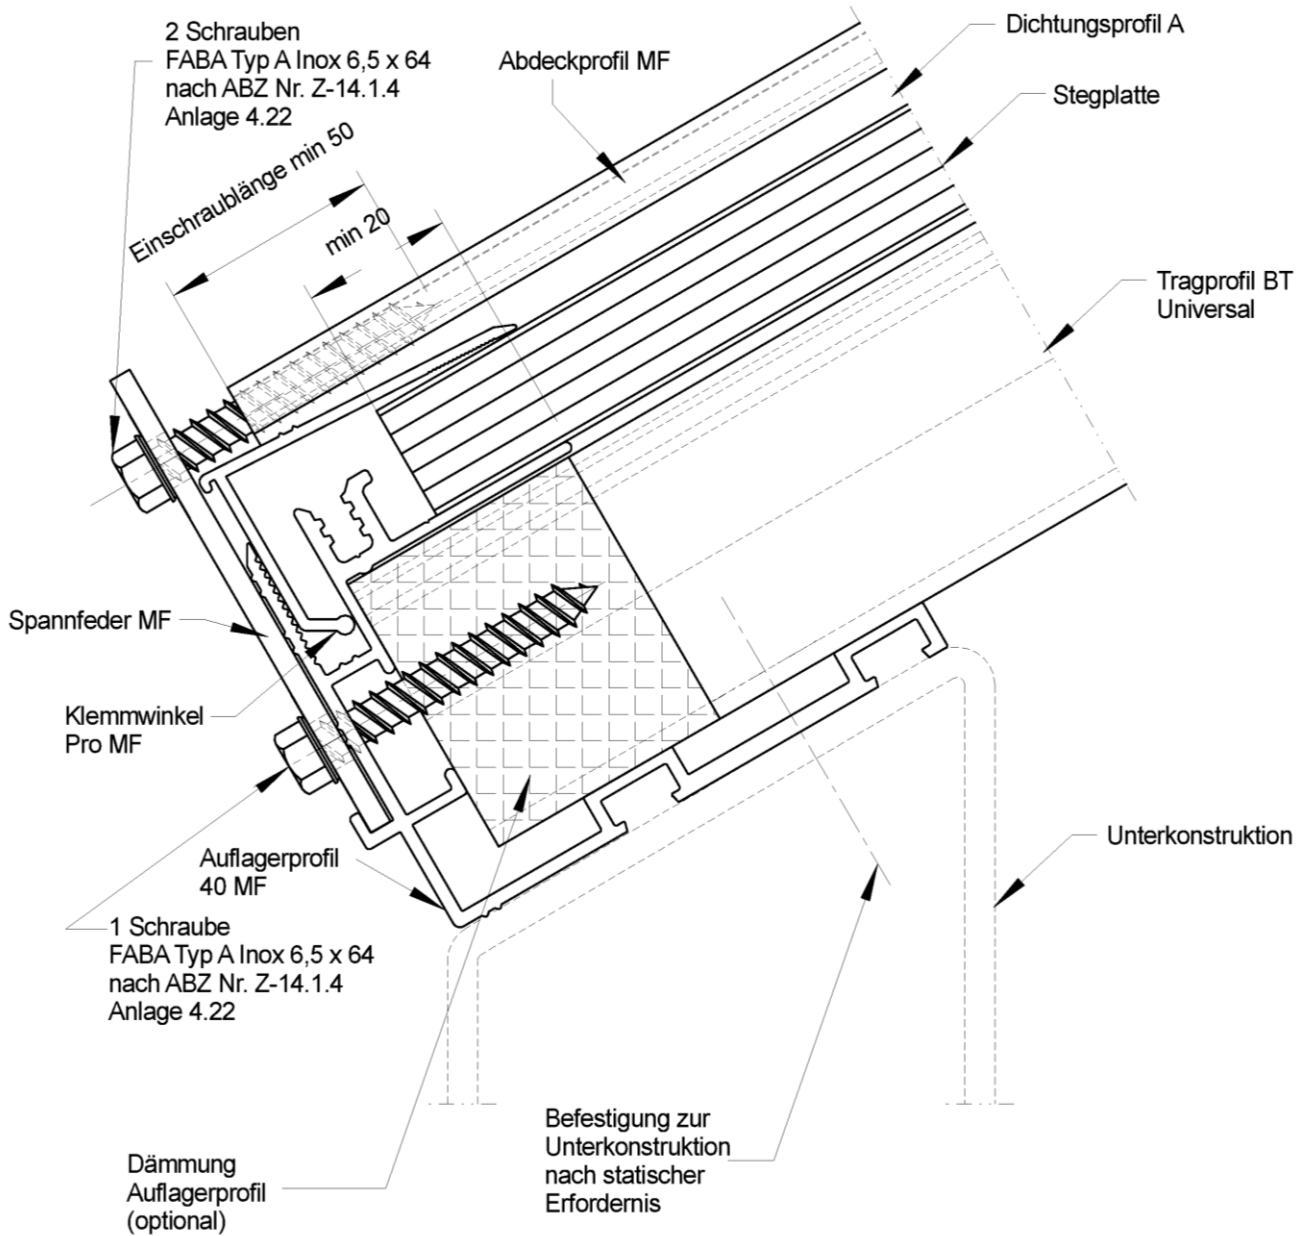 2 Schrauben
FABA Typ A Inox 6,5 x 64
nach ABZ Nr. Z-14.1.4
Anlage 4.22
Abdeckprofil MF
Dichtungsprofil A
Stegplatte
Einschraublänge min 50
min 20
Tragprofil BT
Universal
Spannfeder MF
Klemmwinkel
Pro MF
Auflagerprofil
40 MF
Unterkonstruktion
1 Schraube
FABA Typ A Inox 6,5 x 64
nach ABZ Nr. Z-14.1.4
Anlage 4.22
Befestigung zur
Unterkonstruktion
nach statischer
Erfordernis
Dämmung
Auflagerprofil
(optional)